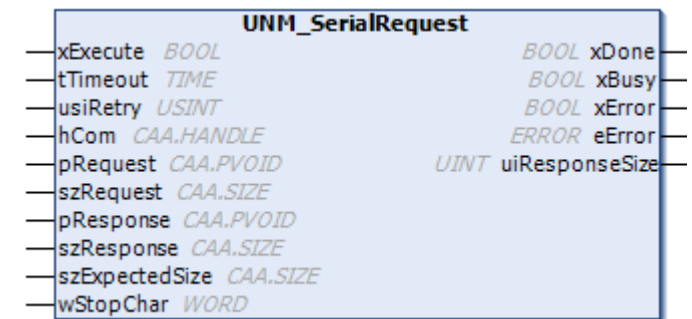 UNM_SerialRequest
xExecute BOOL BOOL xDone
tTimeout TIME BOOL xBusy
usiRetry USINT BOOL xError
hCom CAA.HANDLE ERROR eError
pRequest CAA.PVOID UINT uiResponseSize
szRequest CAA.SIZE
pResponse CAA.PVOID
szResponse CAA.SIZE
szExpectedSize CAA.SIZE
wStopChar WORD